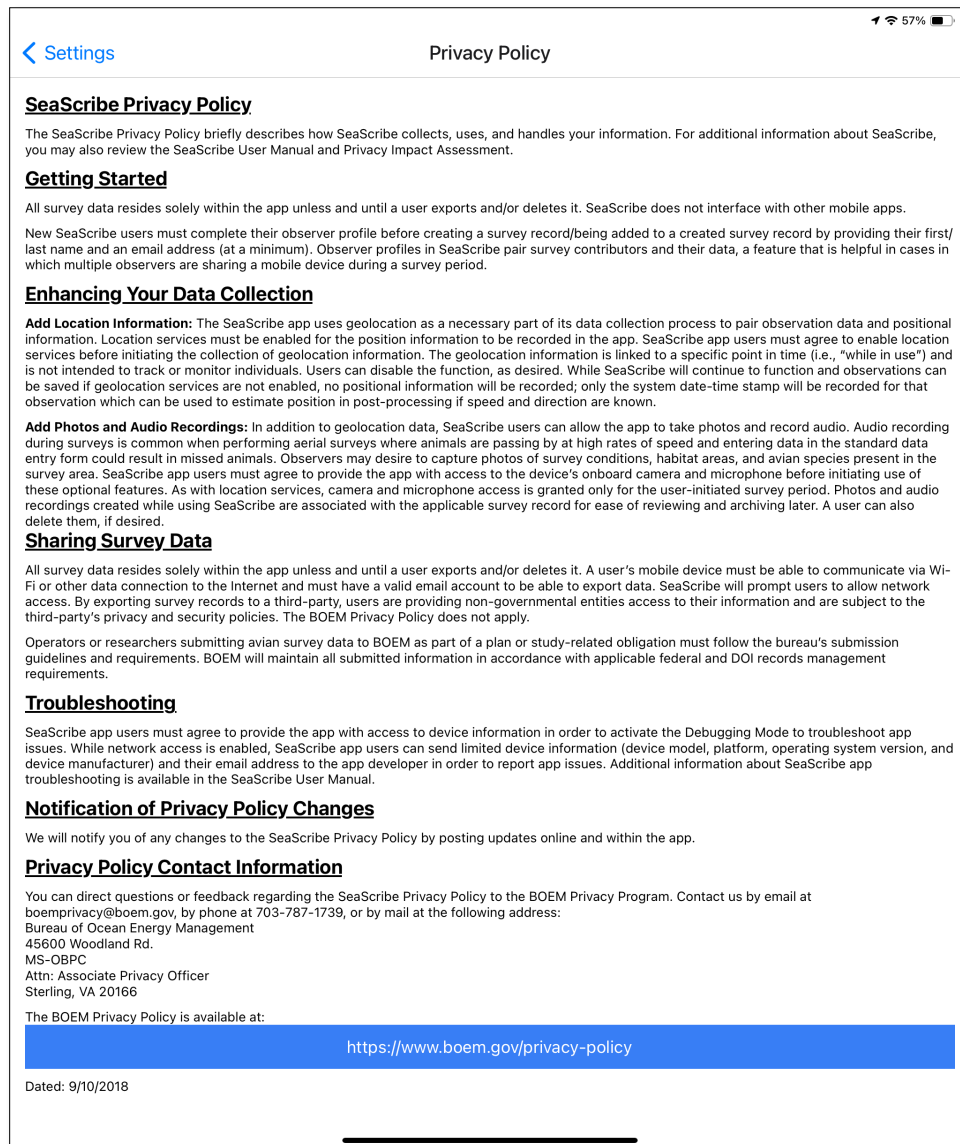 57%
Settings
Privacy Policy
SeaScribe Privacy Policy
The SeaScribe Privacy Policy briefly describes how SeaScribe collects, uses, and handles your information. For additional information about SeaScribe,
you may also review the SeaScribe User Manual and Privacy Impact Assessment.
Getting Started
All survey data resides solely within the app unless and until a user exports and/or deletes it. SeaScribe does not interface with other mobile apps.
New SeaScribe users must complete their observer profile before creating a survey record/being added to a created survey record by providing their first/
last name and an email address (at a minimum). Observer profiles in SeaScribe pair survey contributors and their data, a feature that is helpful in cases in
which multiple observers are sharing a mobile device during a survey period.
Enhancing Your Data Collection
Add Location Information: The SeaScribe app uses geolocation as a necessary part of its data collection process to pair observation data and positional
information. Location services must be enabled for the position information to be recorded in the app. SeaScribe app users must agree to enable location
services before initiating the collection of geolocation information. The geolocation information is linked to a specific point in time (i.e., “while in use”) and
is not intended to track or monitor individuals. Users can disable the function, as desired. While SeaScribe will continue to function and observations can
be saved if geolocation services are not enabled, no positional information will be recorded; only the system date-time stamp will be recorded for that
observation which can be used to estimate position in post-processing if speed and direction are known.
Add Photos and Audio Recordings: In addition to geolocation data, SeaScribe users can allow the app to take photos and record audio. Audio recording
during surveys is common when performing aerial surveys where animals are passing by at high rates of speed and entering data in the standard data
entry form could result in missed animals. Observers may desire to capture photos of survey conditions, habitat areas, and avian species present in the
survey area. SeaScribe app users must agree to provide the app with access to the device’s onboard camera and microphone before initiating use of
these optional features. As with location services, camera and microphone access is granted only for the user-initiated survey period. Photos and audio
recordings created while using SeaScribe are associated with the applicable survey record for ease of reviewing and archiving later. A user can also
delete them, if desired.
Sharing Survey Data
All survey data resides solely within the app unless and until a user exports and/or deletes it. A user’s mobile device must be able to communicate via Wi-
Fi or other data connection to the Internet and must have a valid email account to be able to export data. SeaScribe will prompt users to allow network
access. By exporting survey records to a third-party, users are providing non-governmental entities access to their information and are subject to the
third-party’s privacy and security policies. The BOEM Privacy Policy does not apply.
Operators or researchers submitting avian survey data to BOEM as part of a plan or study-related obligation must follow the bureau’s submission
guidelines and requirements. BOEM will maintain all submitted information in accordance with applicable federal and DOI records management
requirements.
Troubleshooting
SeaScribe app users must agree to provide the app with access to device information in order to activate the Debugging Mode to troubleshoot app
issues. While network access is enabled, SeaScribe app users can send limited device information (device model, platform, operating system version, and
device manufacturer) and their email address to the app developer in order to report app issues. Additional information about SeaScribe app
troubleshooting is available in the SeaScribe User Manual.
Notification of Privacy Policy Changes
We will notify you of any changes to the SeaScribe Privacy Policy by posting updates online and within the app.
Privacy Policy Contact Information
You can direct questions or feedback regarding the SeaScribe Privacy Policy to the BOEM Privacy Program. Contact us by email at
boemprivacy@boem.gov, by phone at 703-787-1739, or by mail at the following address:
Bureau of Ocean Energy Management
45600 Woodland Rd.
MS-OBPC
Attn: Associate Privacy Officer
Sterling, VA 20166
The BOEM Privacy Policy is available at:
https://www.boem.gov/privacy-policy
Dated: 9/10/2018